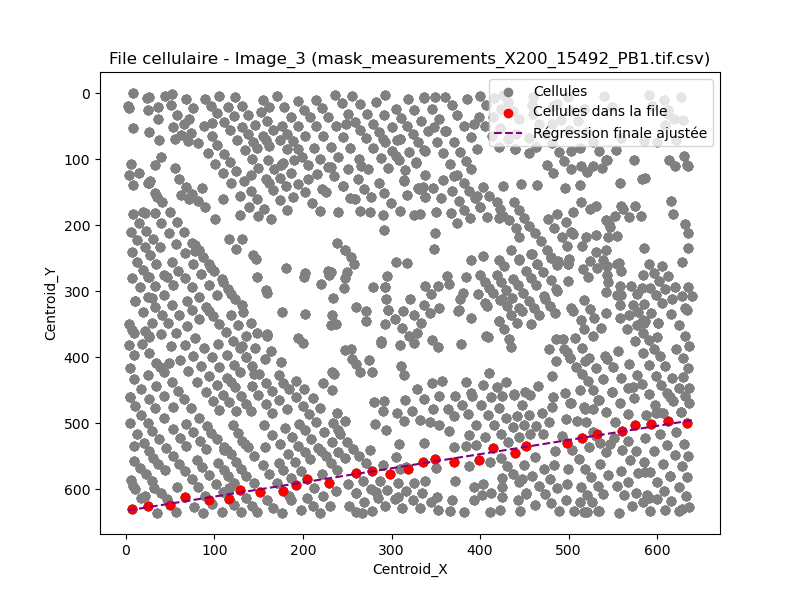 File cellulaire - Image_3 (mask_measurements_X200_15492_PB1.tif.csv)
Cellules
Cellules dans la file
Régression finale ajustée
Centroid_Y
0
100
200
300
400
500
600
0 100 200 300 400 500 600
Centroid_X